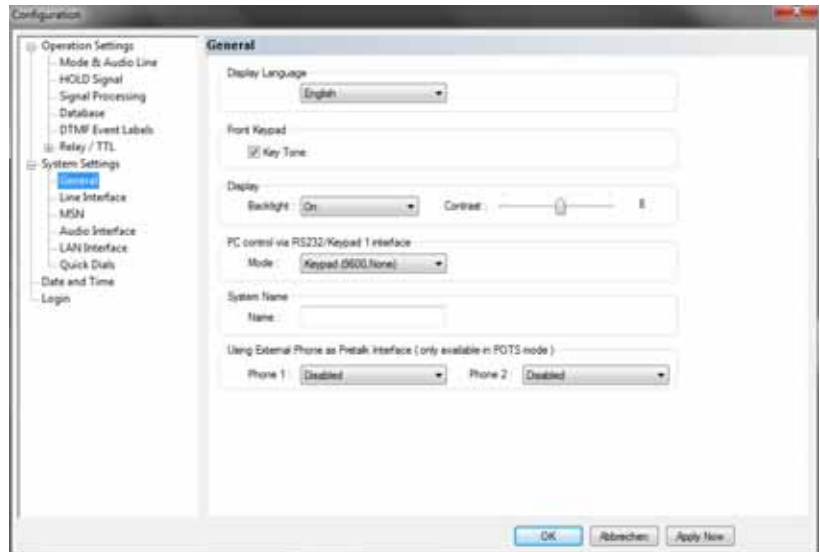 Configuration
Operation Settings
Mode & Audio Line
HOLD Signal
Signal Processing
Database
DTMF Event Labels
Relay / TTL
System Settings
General
Line Interface
MSN
Audio Interface
LAN Interface
Quick Dials
Date and Time
Login
General
Display Language
English
Front Keypad
Key Tone
Display
Backlight : On
Contrast : 8
PC control via RS232/Keypad 1 interface
Mode : Keypad (9600,None)
System Name
Name :
Using External Phone as Pretalk Interface ( only available in POTS mode )
Phone 1 : Disabled
Phone 2 : Disabled
OK
Abbrechen
Apply Now